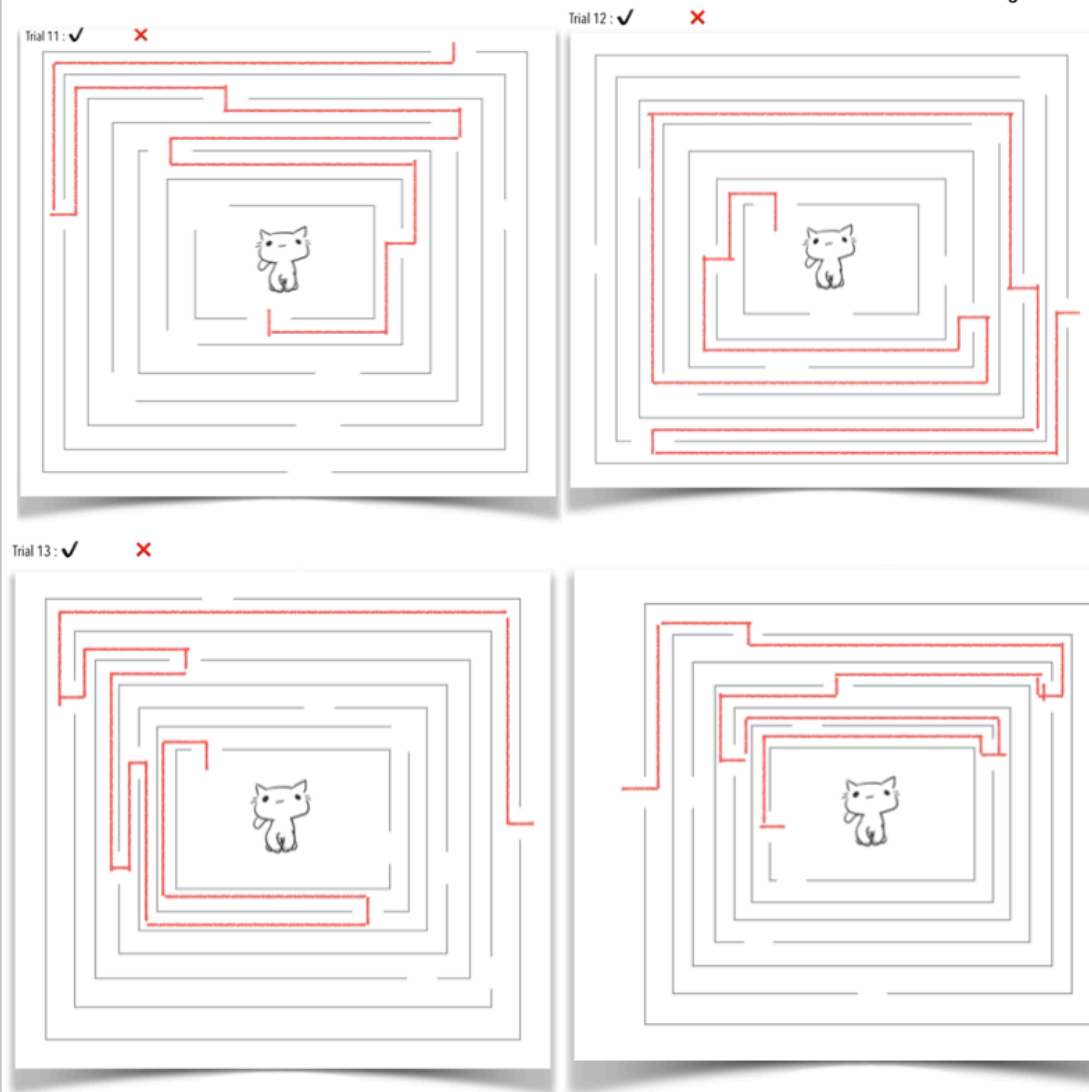 Trial 11 : ✔ ✕
Trial 12 : ✔ ✕
Trial 13 : ✔ ✕